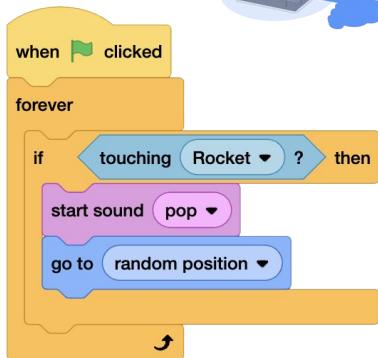 when clicked
forever
if touching Rocket ? then
start sound pop
go to random position